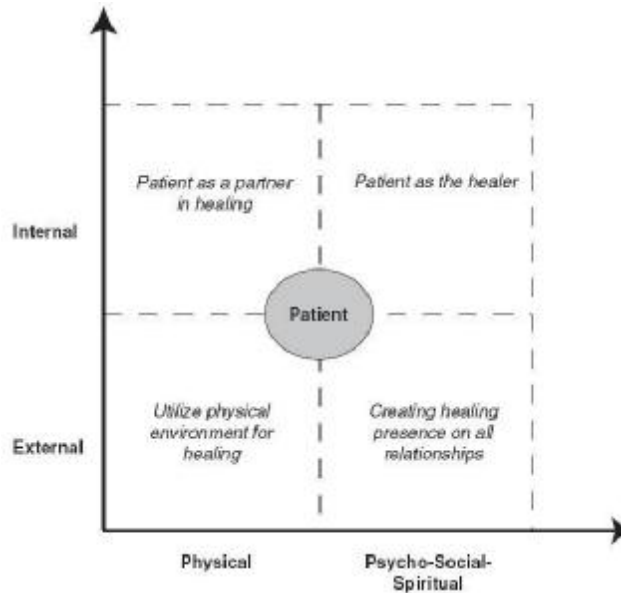 Patient as a partner
in healing
Patient as the healer
Internal
Patient
Utilize physical
environment for
healing
Creating healing
presence on all
relationships
External
Physical
Psycho-Social-
Spiritual